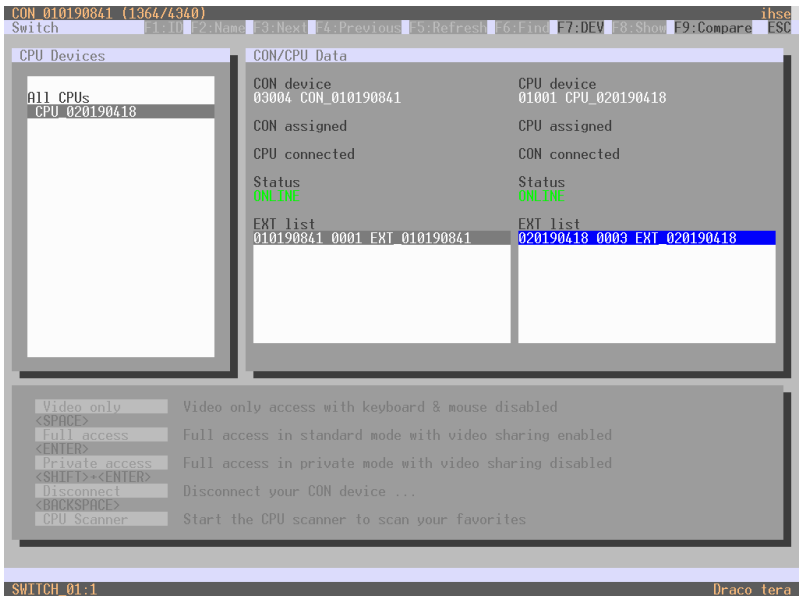 CON_010190841 (1364/4340) ihse
Switch F1:ID F2:Name F3:Next F4:Previous F5:Refresh F6:Find F7:DEV F8:Show F9:Compare ESC
CPU Devices
All CPUs
CPU_020190418
CON/CPU Data
CON device CPU device
03004 CON_010190841 01001 CPU_020190418
CON assigned CPU assigned
CPU connected CON connected
Status Status
ONLINE ONLINE
EXT list EXT list
010190841 0001 EXT_010190841 020190418 0003 EXT_020190418
Video only Video only access with keyboard & mouse disabled
<SPACE>
Full access Full access in standard mode with video sharing enabled
<ENTER>
Private access Full access in private mode with video sharing disabled
<SHIFT>+<ENTER>
Disconnect Disconnect your CON device ...
<BACKSPACE>
CPU Scanner Start the CPU scanner to scan your favorites
SWITCH_01:1 Draco tera